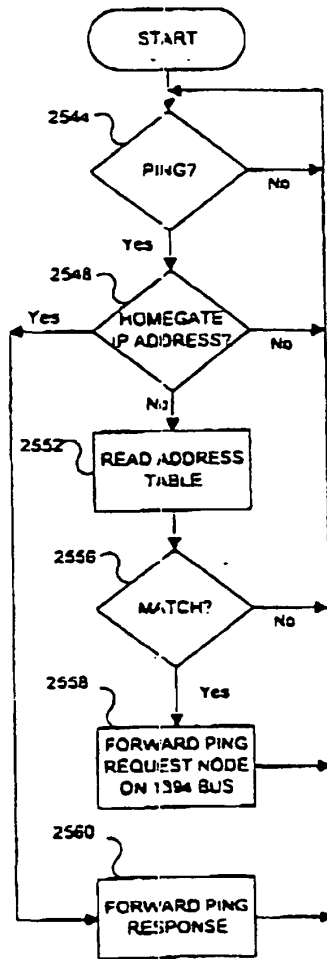 START
2544
PING?
No
Yes
2548
Yes
HOMEGATE
IP ADDRESS?
No
No
2552
READ ADDRESS
TABLE
2556
MATCH?
No
Yes
2558
FORWARD PING
REQUEST NODE
ON 1394 BUS
2560
FORWARD PING
RESPONSE